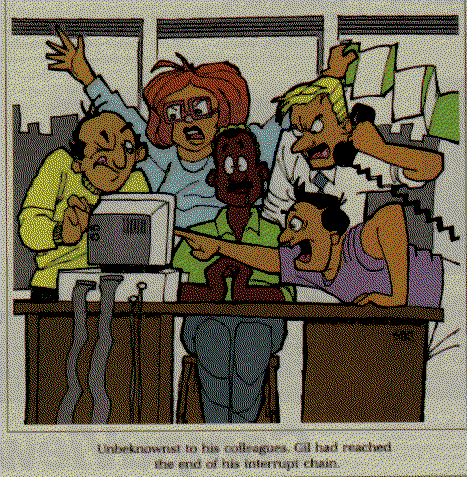 Unbeknownst to his colleagues, Gil had reached
the end of his interrupt chain.